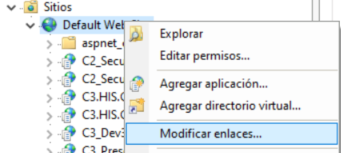 Sitios
Default Web
aspnet_
C2_Secu
C2_Secu
C3.HIS.
C3.HIS.
C3_Dev
C3_Pres
Explorar
Editar permisos...
Agregar aplicación...
Agregar directorio virtual...
Modificar enlaces...